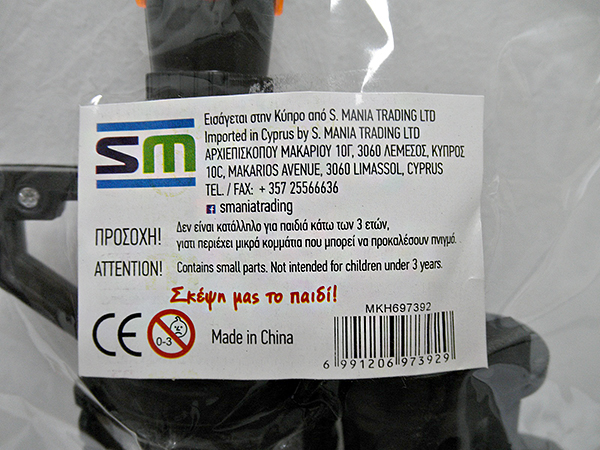 SM
Εισάγεται στην Κύπρο από S. MANIA TRADING LTD
Imported in Cyprus by S. MANIA TRADING LTD
ΑΡΧΙΕΠΙΣΚΟΠΟΥ ΜΑΚΑΡΙΟΥ 10Γ, 3060 ΛΕΜΕΣΟΣ, ΚΥΠΡΟΣ
10C, MAKARIOS AVENUE, 3060 LIMASSOL, CYPRUS
TEL. / FAX: + 357 25566636
smaniatrading
ΠΡΟΣΟΧΗ! Δεν είναι κατάλληλο για παιδιά κάτω των 3 ετών,
γιατι περιέχει μικρά κομμάτια που μπορεί να προκαλέσουν πνιγμό.
ATTENTION! Contains small parts. Not intended for children under 3 years.
Σκέψη μας το παιδί!
CE 0-3 Made in China
MKH697392
6 991206 973929